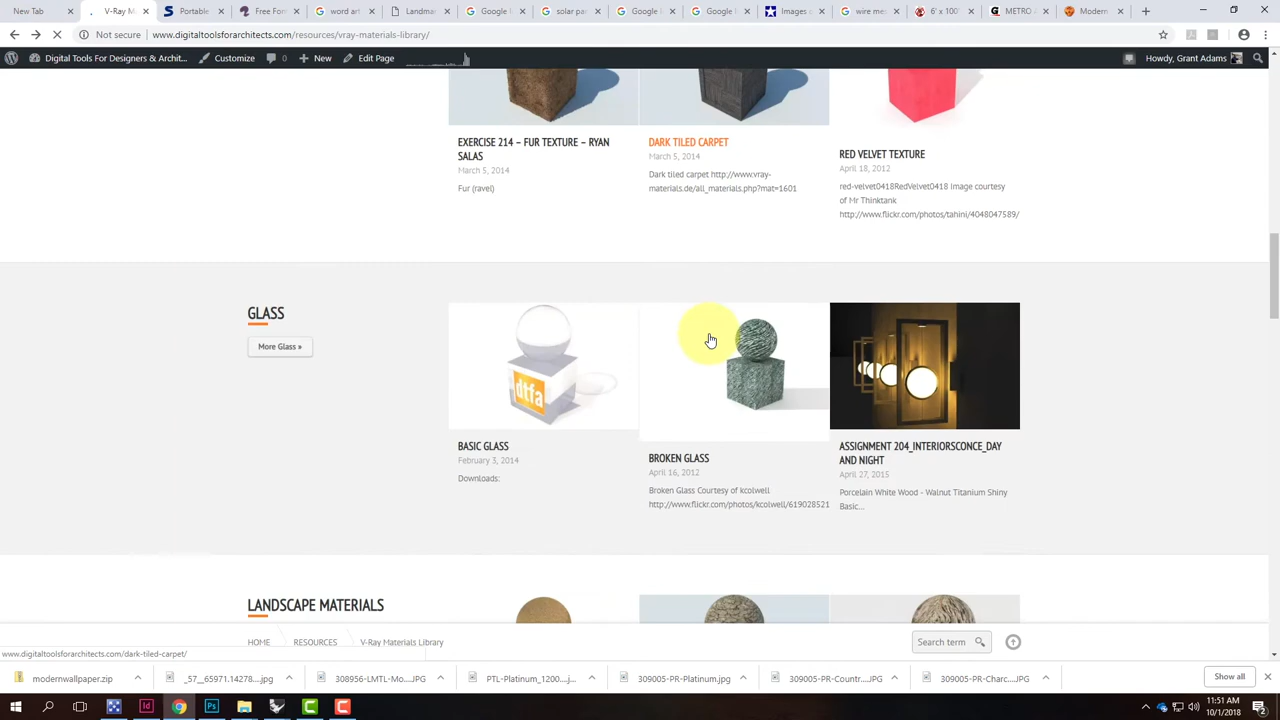 New Tab
V-Ray M
Portable
Free Fon
word art
Landma
Google l
solar pa
Google l
Google l
Images o
wire mes
6' x 100'
METRO
Modern
Not secure
www.digitaltoolsforarchitects.com/resources/vray-materials-library/
Digital Tools For Designers & Archit...
Customize
0
New
Edit Page
Howdy, Grant Adams
EXERCISE 214 – FUR TEXTURE – RYAN
SALAS
March 5, 2014
Fur (ravel)
DARK TILED CARPET
March 5, 2014
Dark tiled carpet http://www.vray-
materials.de/all_materials.php?mat=1601
RED VELVET TEXTURE
April 18, 2012
red-velvet0418RedVelvet0418 Image courtesy
of Mr Thinktank
http://www.flickr.com/photos/tahini/4048047589/
GLASS
More Glass »
dtfa
BASIC GLASS
February 3, 2014
Downloads:
BROKEN GLASS
April 16, 2012
Broken Glass Courtesy of kcolwell
http://www.flickr.com/photos/kcolwell/619028521
ASSIGNMENT 204_INTERIORSCONCE_DAY
AND NIGHT
April 27, 2015
Porcelain White Wood - Walnut Titanium Shiny
Basic...
LANDSCAPE MATERIALS
HOME
RESOURCES
V-Ray Materials Library
Search term
www.digitaltoolsforarchitects.com/dark-tiled-carpet/
modernwallpaper.zip
_57__65971.14278....jpg
308956-LMTL-Mo....JPG
PTL-Platinum_1200....j...
309005-PR-Platinum.jpg
309005-PR-Countr....JPG
309005-PR-Charc....JPG
Show all
11:51 AM
10/1/2018